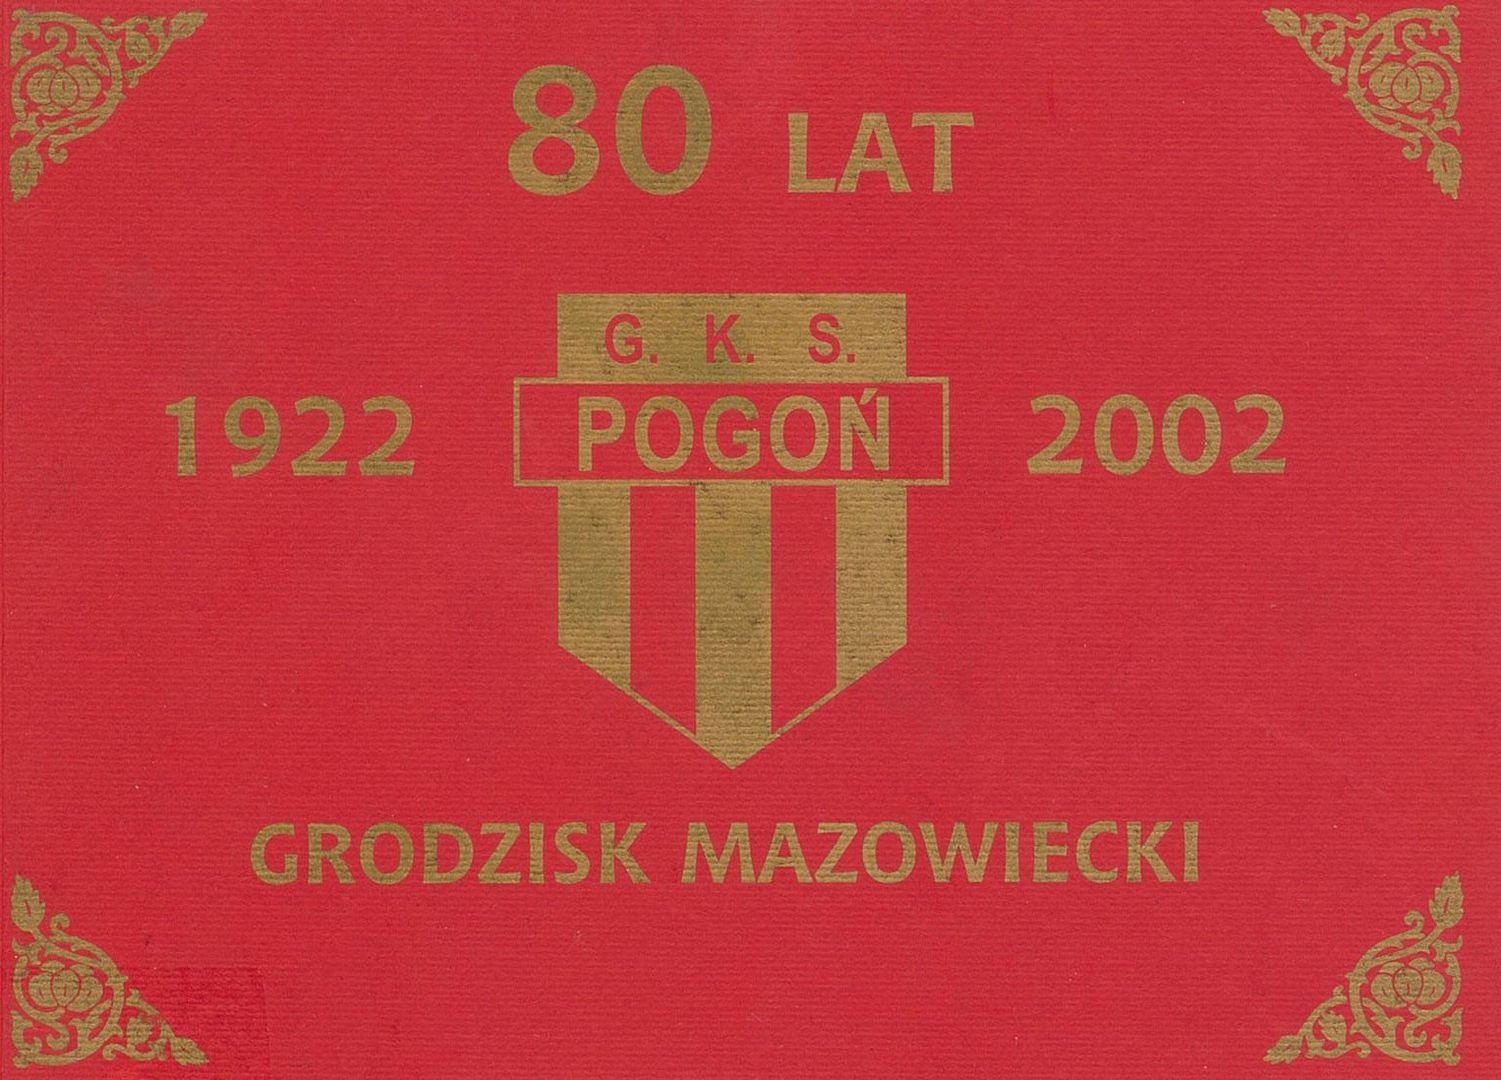 80 LAT
G. K. S.
1922 POGOŃ 2002
GRODZISK MAZOWIECKI